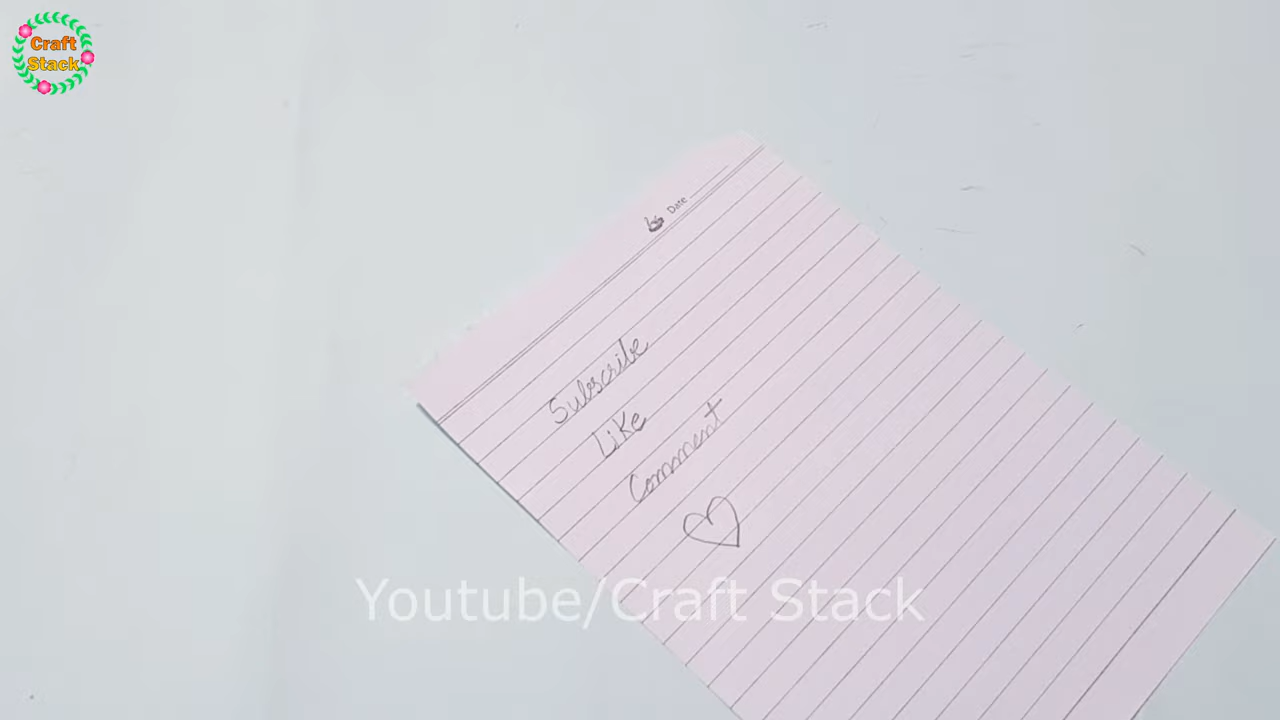 Craft
Stack
Date
Subscribe
Like
Comment
Youtube/Craft Stack